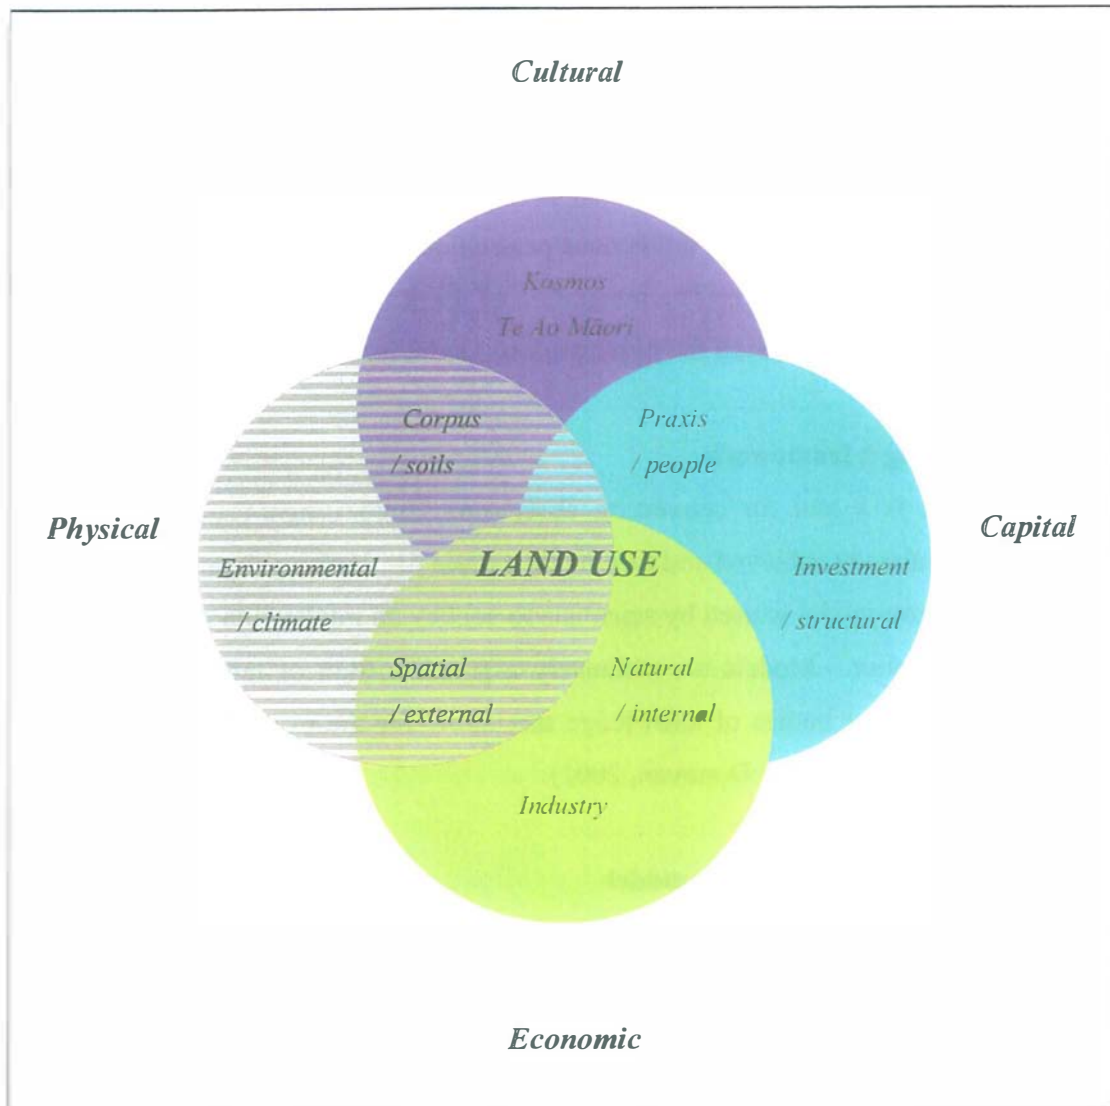 Cultural
Kosmos
Te Ao Māori
Corpus
/ soils
Praxis
/ people
Physical
Capital
LAND USE
Environmental
/ climate
Investment
/ structural
Spatial
/ external
Natural
/ internal
Industry
Economic